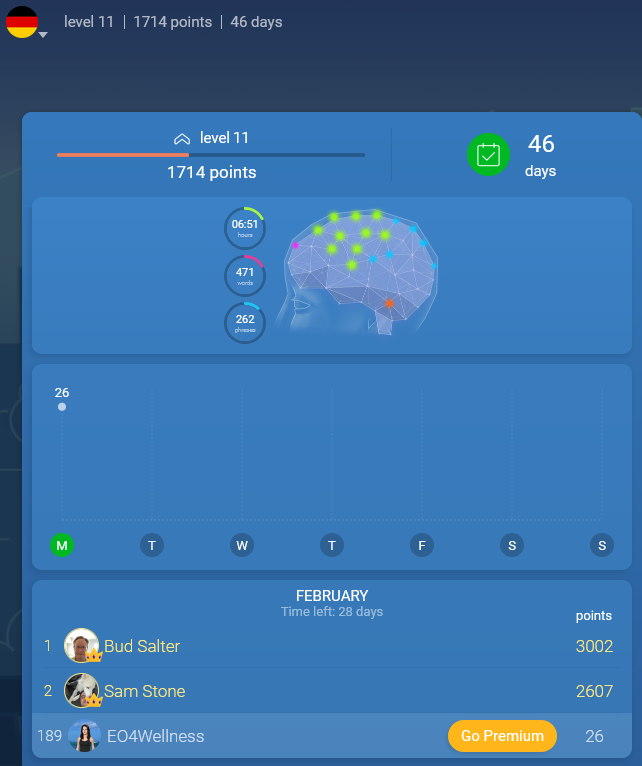 level 11 | 1714 points | 46 days
level 11
1714 points
46
days
06:51
hours
471
words
262
phrases
26
M T W T F S S
FEBRUARY
Time left: 28 days
points
1 Bud Salter 3002
2 Sam Stone 2607
189 EO4Wellness Go Premium 26